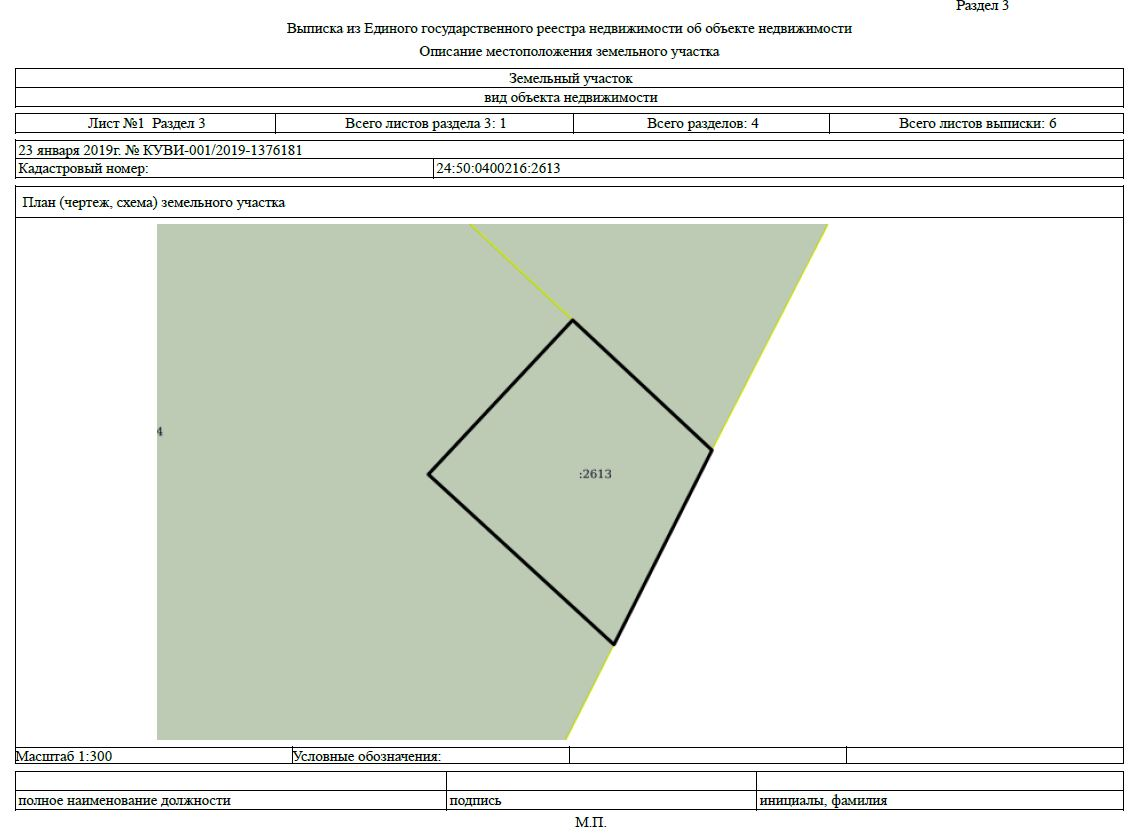 Раздел 3
Выписка из Единого государственного реестра недвижимости об объекте недвижимости
Описание местоположения земельного участка
Земельный участок
вид объекта недвижимости
Лист №1 Раздел 3 Всего листов раздела 3: 1 Всего разделов: 4 Всего листов выписки: 6
23 января 2019г. № КУВИ-001/2019-1376181
Кадастровый номер: 24:50:0400216:2613
План (чертеж, схема) земельного участка
4
:2613
Масштаб 1:300 Условные обозначения:
полное наименование должности подпись инициалы, фамилия
М.П.